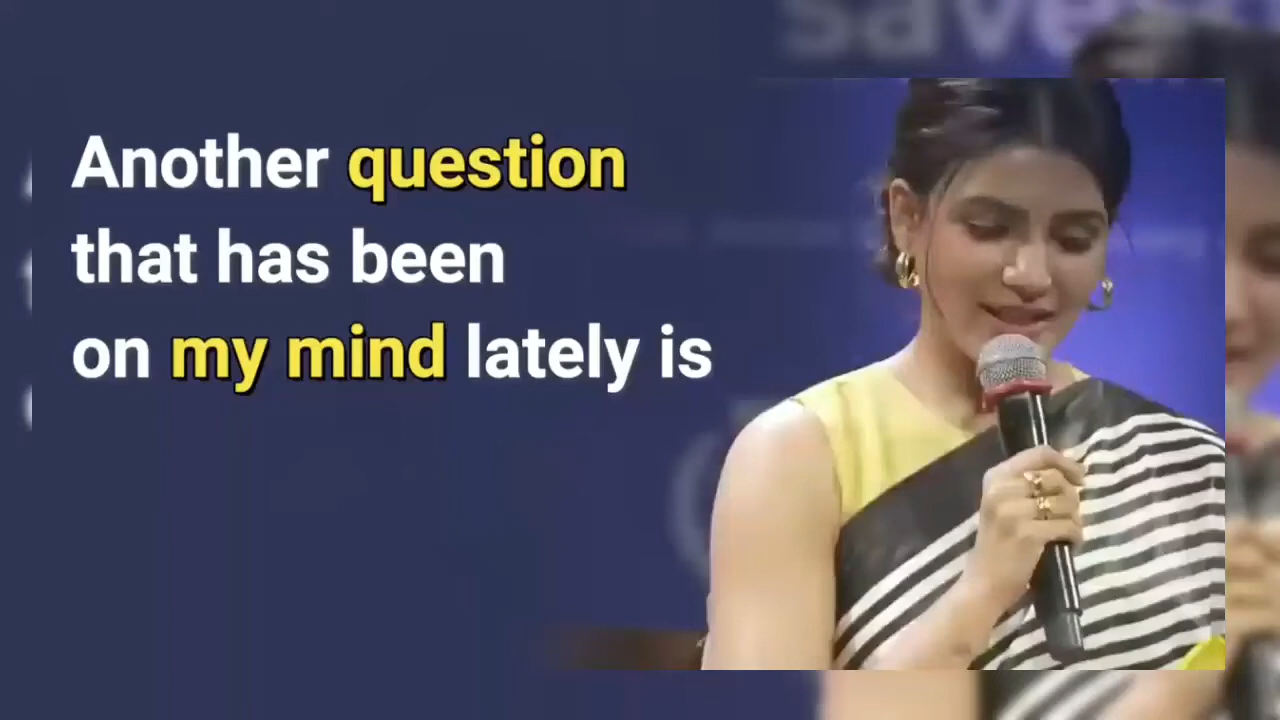 Another question
that has been
on my mind lately is